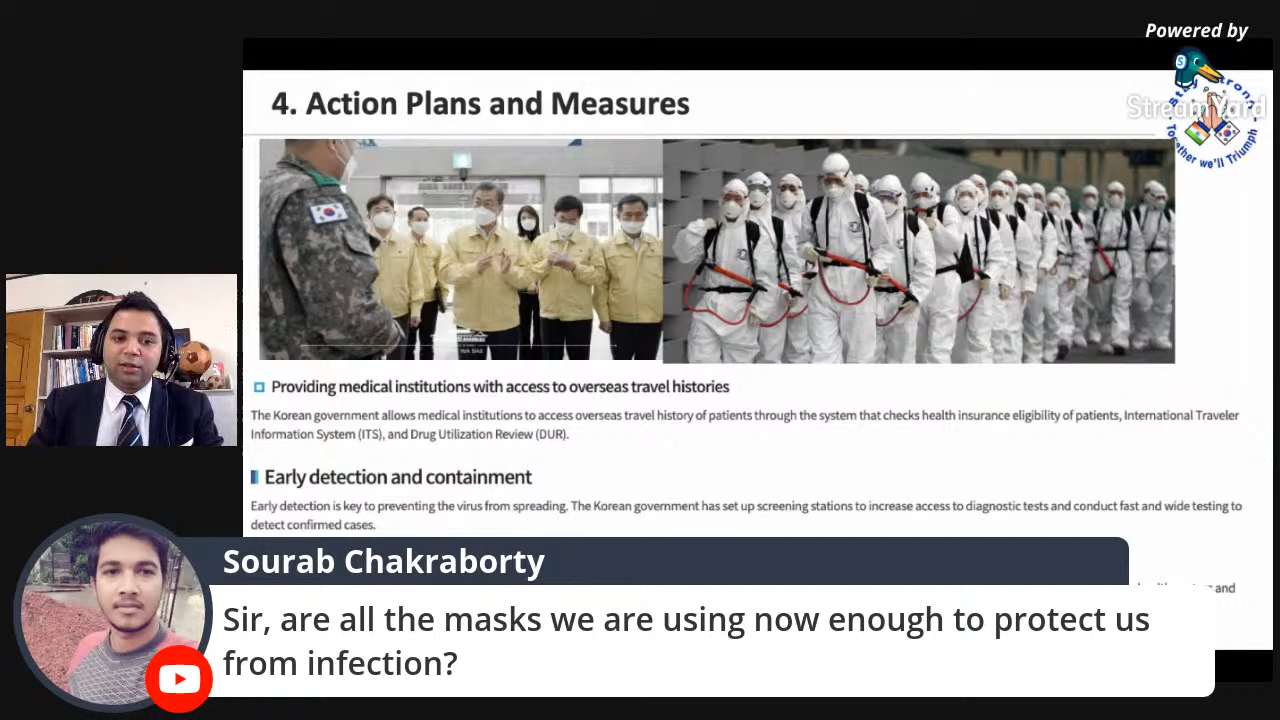 Powered by
StreamYard
Stay Strong
Together we'll Triumph
4. Action Plans and Measures
Providing medical institutions with access to overseas travel histories
The Korean government allows medical institutions to access overseas travel history of patients through the system that checks health insurance eligibility of patients, International Traveler
Information System (ITS), and Drug Utilization Review (DUR).
Early detection and containment
Early detection is key to preventing the virus from spreading. The Korean government has set up screening stations to increase access to diagnostic tests and conduct fast and wide testing to
detect confirmed cases.
and
Sourab Chakraborty
Sir, are all the masks we are using now enough to protect us
from infection?